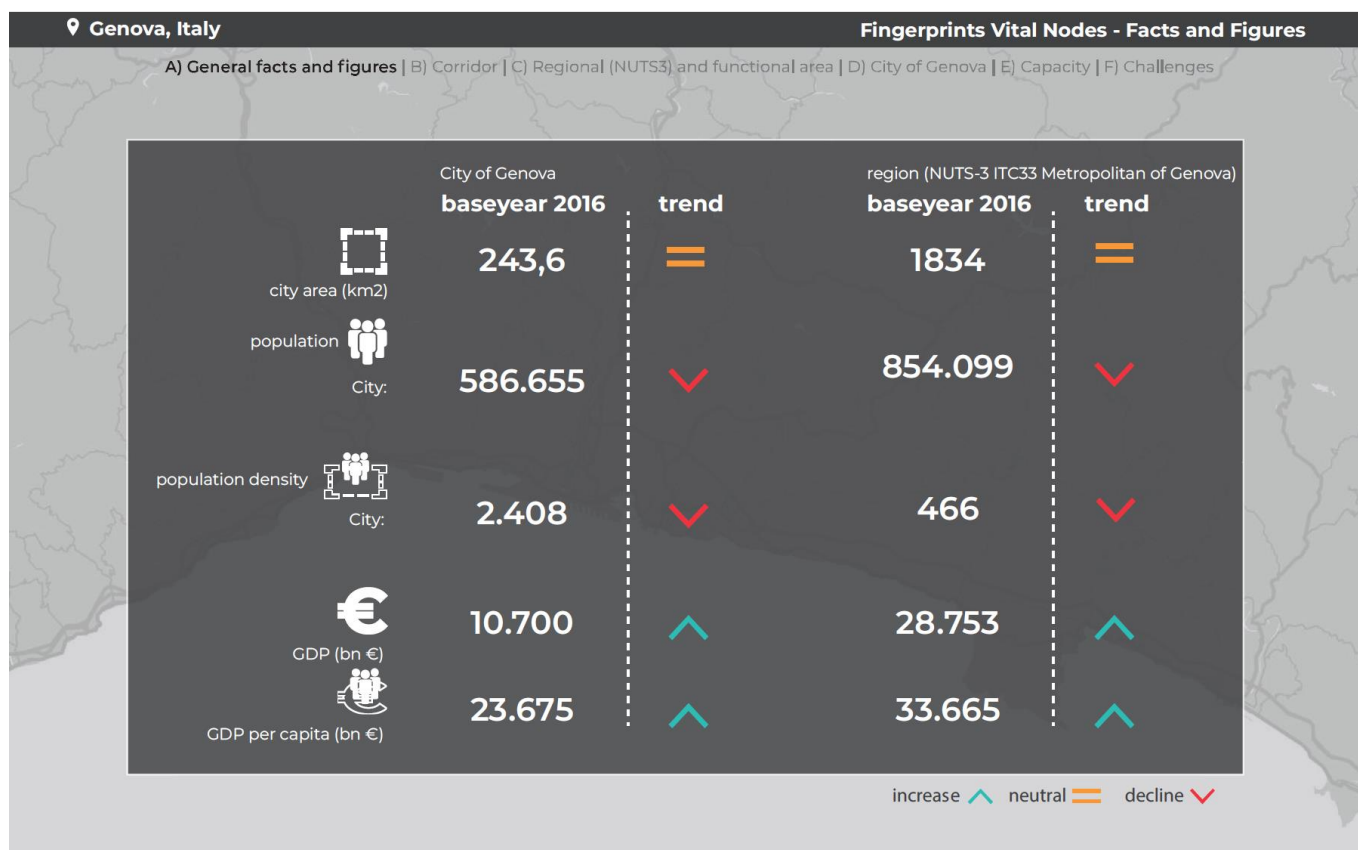 Genova, Italy
Fingerprints Vital Nodes - Facts and Figures
A) General facts and figures | B) Corridor | C) Regional (NUTS3) and functional area | D) City of Genova | E) Capacity | F) Challenges
City of Genova
region (NUTS-3 ITC33 Metropolitan of Genova)
baseyear 2016 trend baseyear 2016 trend
243,6 1834
city area (km2)
population
City: 586.655 854.099
population density
City: 2.408 466
10.700 28.753
GDP (bn €)
23.675 33.665
GDP per capita (bn €)
increase neutral decline